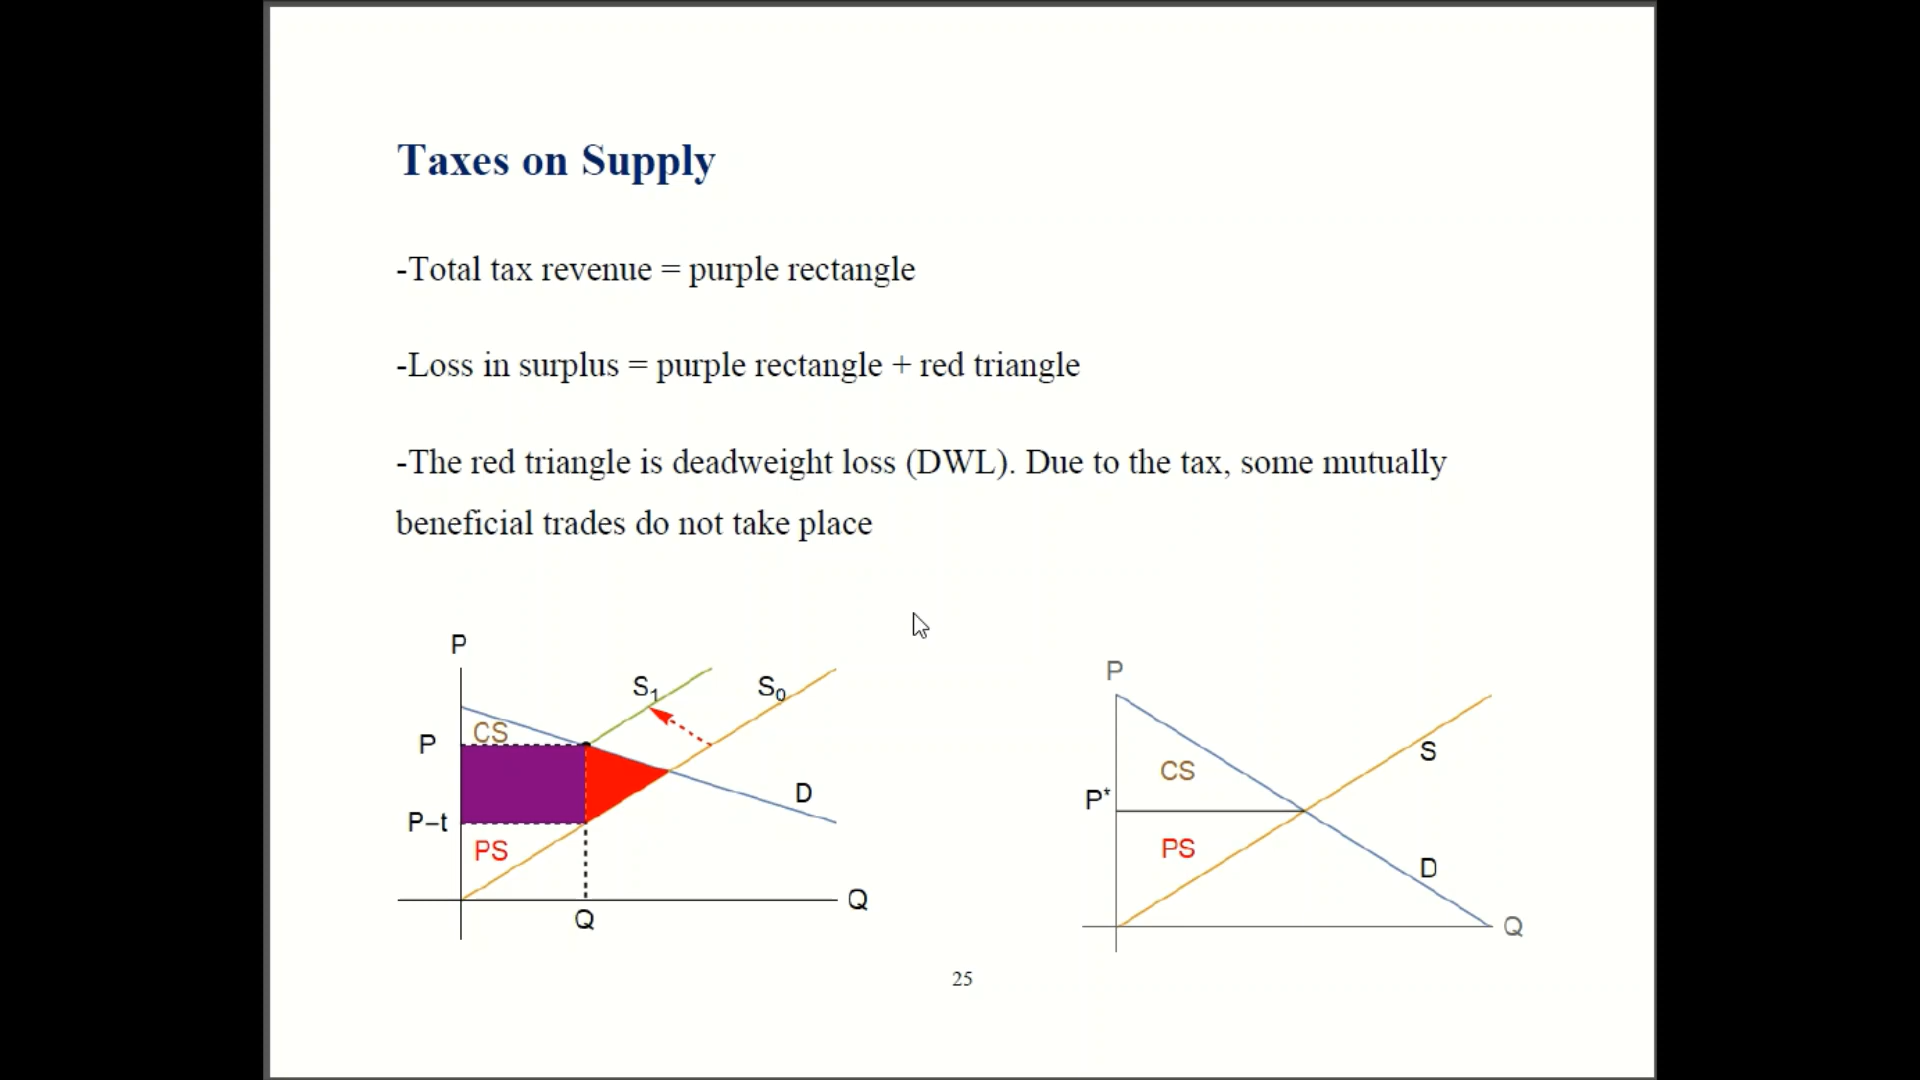 Taxes on Supply
-Total tax revenue = purple rectangle
-Loss in surplus = purple rectangle + red triangle
-The red triangle is deadweight loss (DWL). Due to the tax, some mutually
beneficial trades do not take place
P
S₁
S₀
CS
P
D
P–t
PS
Q
Q
P
S
CS
P*
PS
D
Q
25